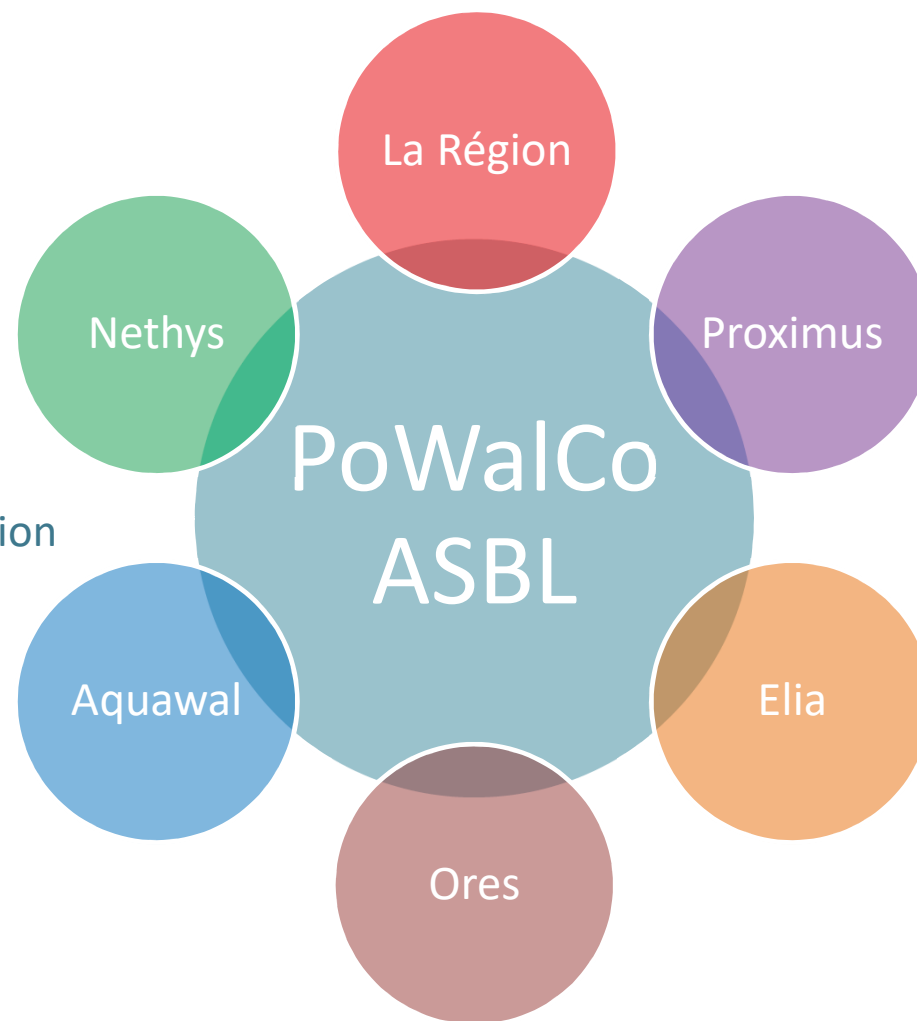 La Région
Nethys
Proximus
PoWalCo
ASBL
ion
Aquawal
Elia
Ores